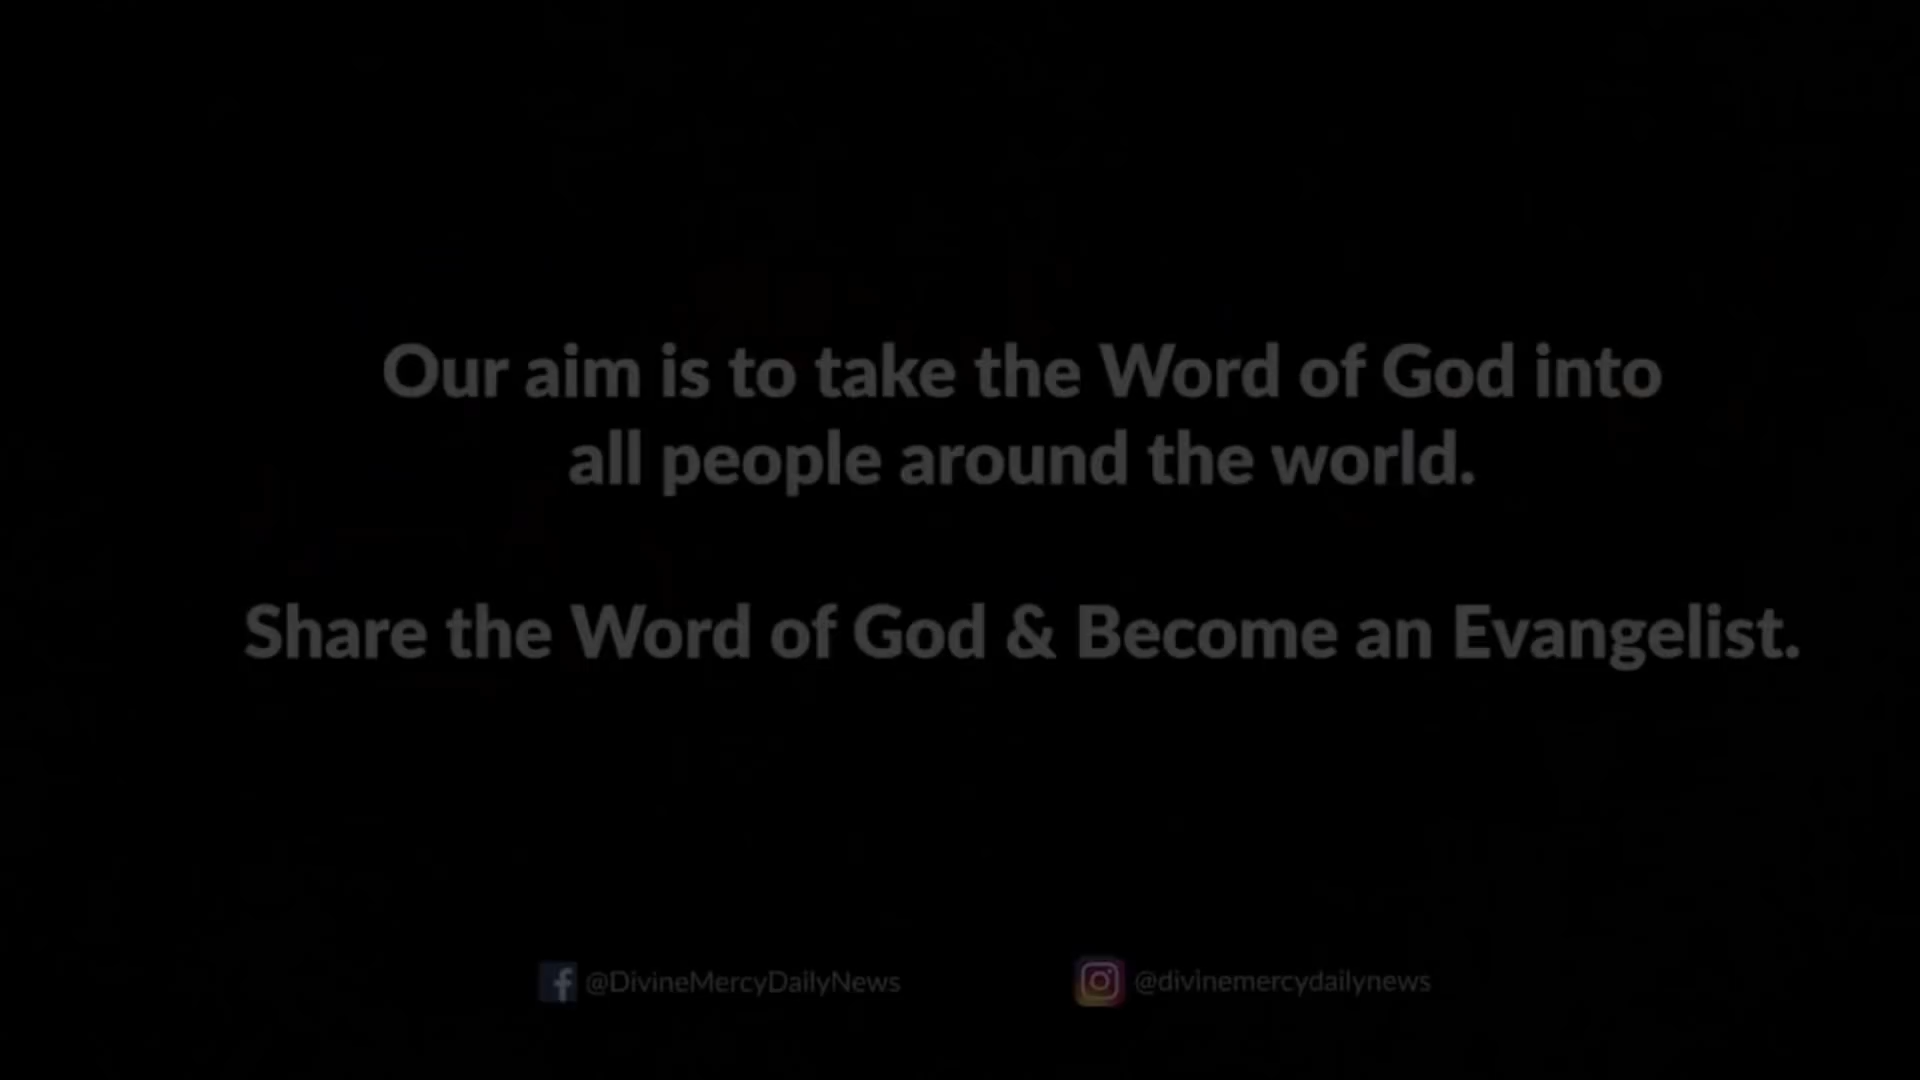 Our aim is to take the Word of God into
all people around the world.
Share the Word of God & Become an Evangelist.
@DivineMercyDailyNews
@divinemercydailynews